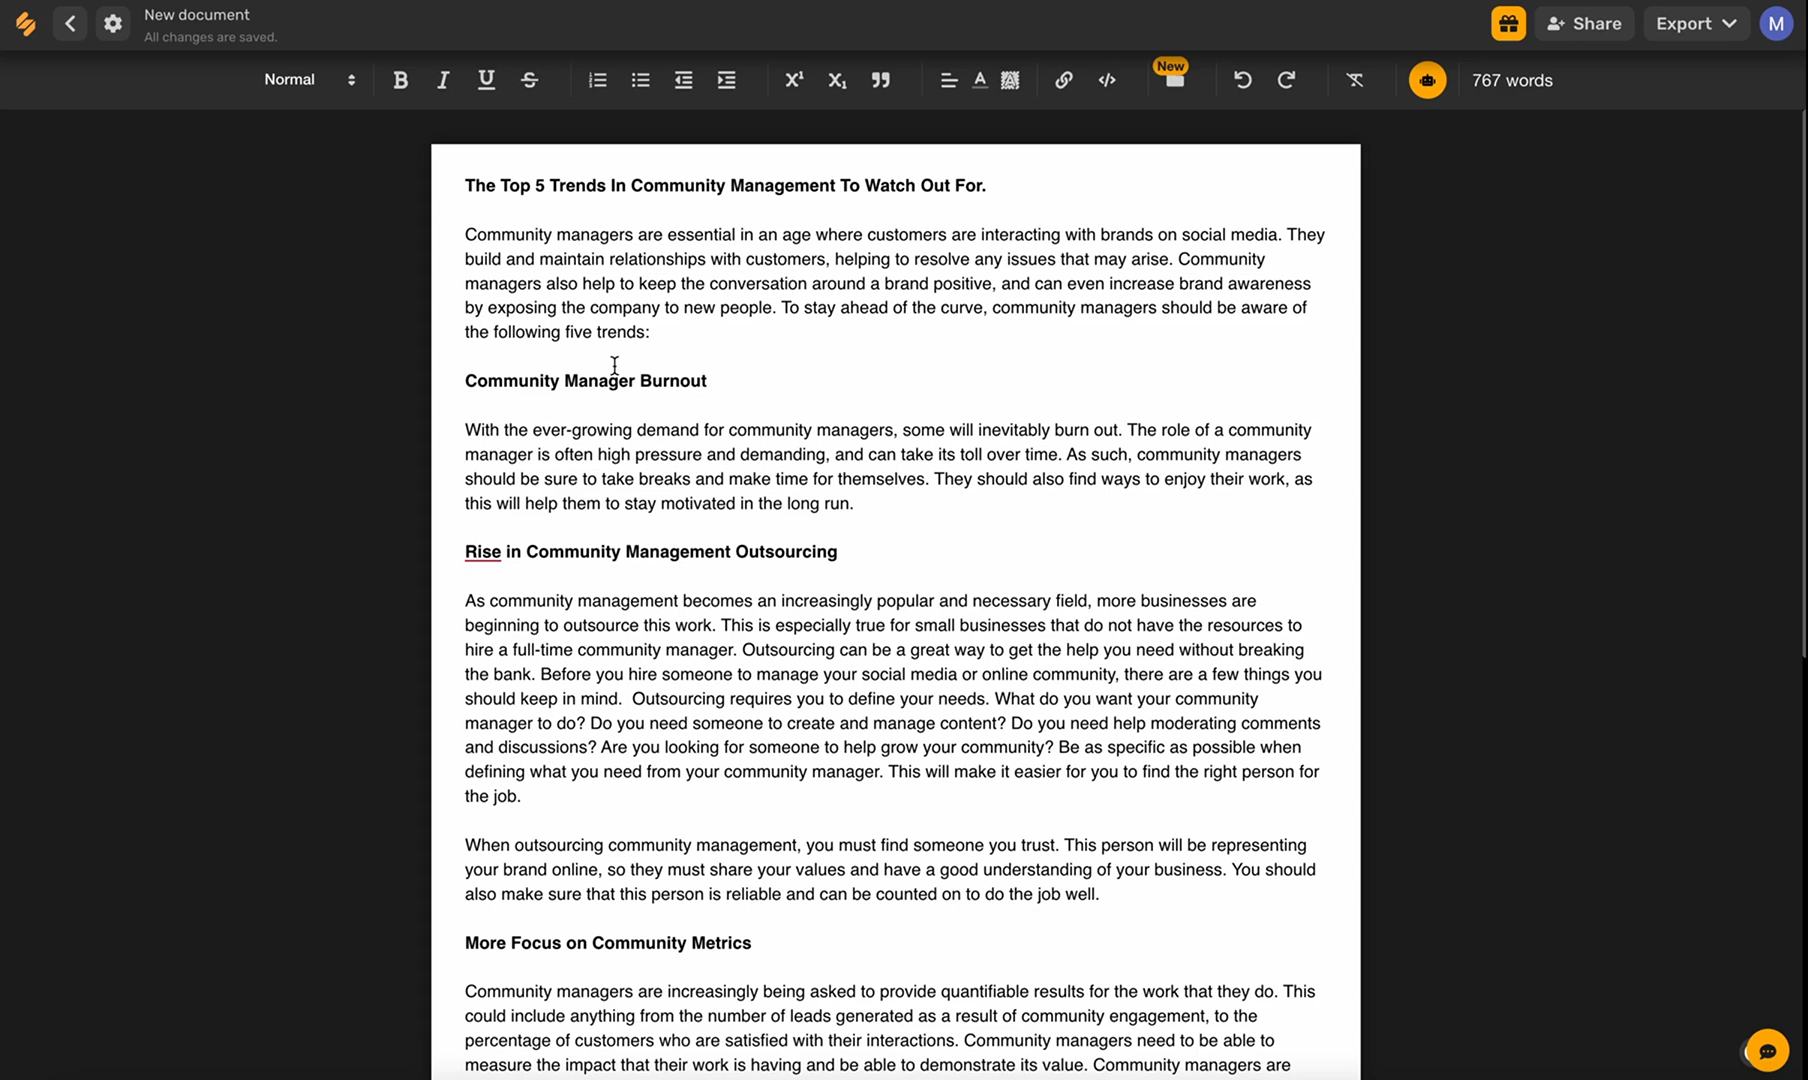 New document
All changes are saved.
Share
Export
M
Normal
B
I
U
S
X¹
X₁
A
New
767 words
The Top 5 Trends In Community Management To Watch Out For.
Community managers are essential in an age where customers are interacting with brands on social media. They
build and maintain relationships with customers, helping to resolve any issues that may arise. Community
managers also help to keep the conversation around a brand positive, and can even increase brand awareness
by exposing the company to new people. To stay ahead of the curve, community managers should be aware of
the following five trends:
Community Manager Burnout
With the ever-growing demand for community managers, some will inevitably burn out. The role of a community
manager is often high pressure and demanding, and can take its toll over time. As such, community managers
should be sure to take breaks and make time for themselves. They should also find ways to enjoy their work, as
this will help them to stay motivated in the long run.
Rise in Community Management Outsourcing
As community management becomes an increasingly popular and necessary field, more businesses are
beginning to outsource this work. This is especially true for small businesses that do not have the resources to
hire a full-time community manager. Outsourcing can be a great way to get the help you need without breaking
the bank. Before you hire someone to manage your social media or online community, there are a few things you
should keep in mind.  Outsourcing requires you to define your needs. What do you want your community
manager to do? Do you need someone to create and manage content? Do you need help moderating comments
and discussions? Are you looking for someone to help grow your community? Be as specific as possible when
defining what you need from your community manager. This will make it easier for you to find the right person for
the job.
When outsourcing community management, you must find someone you trust. This person will be representing
your brand online, so they must share your values and have a good understanding of your business. You should
also make sure that this person is reliable and can be counted on to do the job well.
More Focus on Community Metrics
Community managers are increasingly being asked to provide quantifiable results for the work that they do. This
could include anything from the number of leads generated as a result of community engagement, to the
percentage of customers who are satisfied with their interactions. Community managers need to be able to
measure the impact that their work is having and be able to demonstrate its value. Community managers are